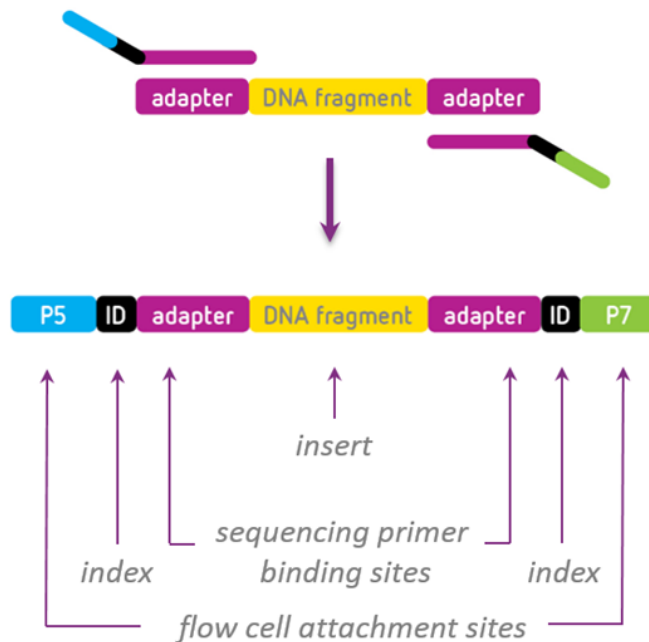 adapter DNA fragment adapter
P5 ID adapter DNA fragment adapter ID P7
insert
sequencing primer
binding sites
index index
flow cell attachment sites